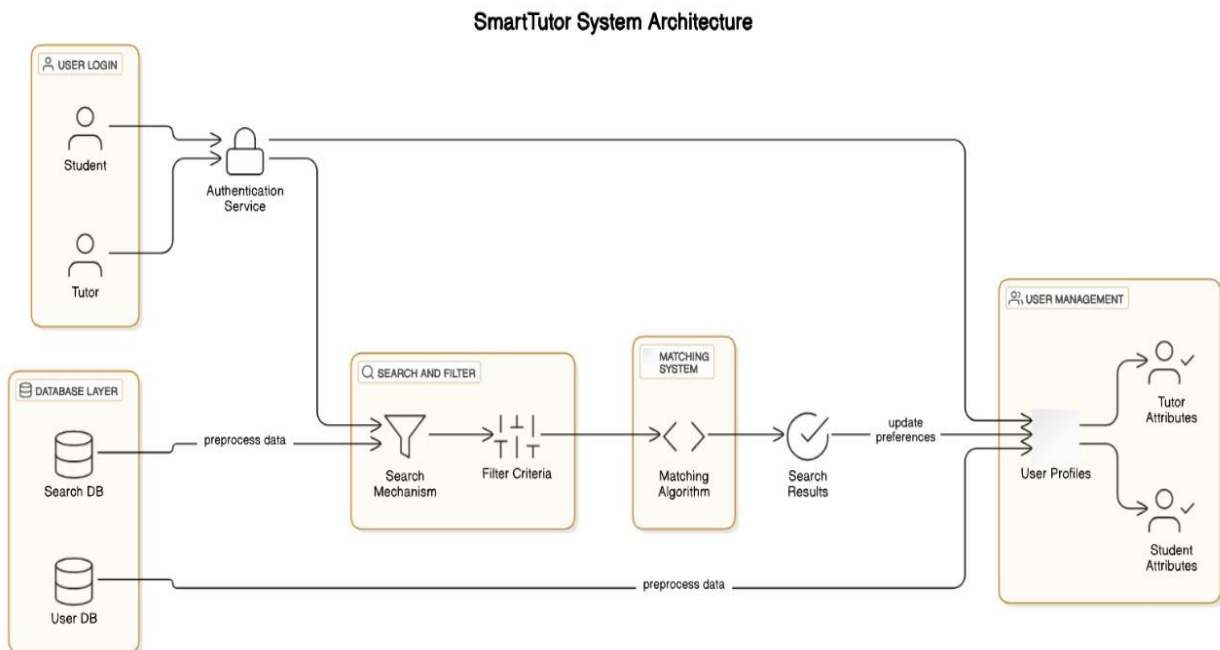 SmartTutor System Architecture
USER LOGIN
Student
Authentication
Service
Tutor
USER MANAGEMENT
Tutor
Attributes
User Profiles
Student
Attributes
MATCHING
SYSTEM
SEARCH AND FILTER
DATABASE LAYER
preprocess data
update
preferences
Search DB
Search
Mechanism
Filter Criteria
Matching
Algorithm
Search
Results
preprocess data
User DB